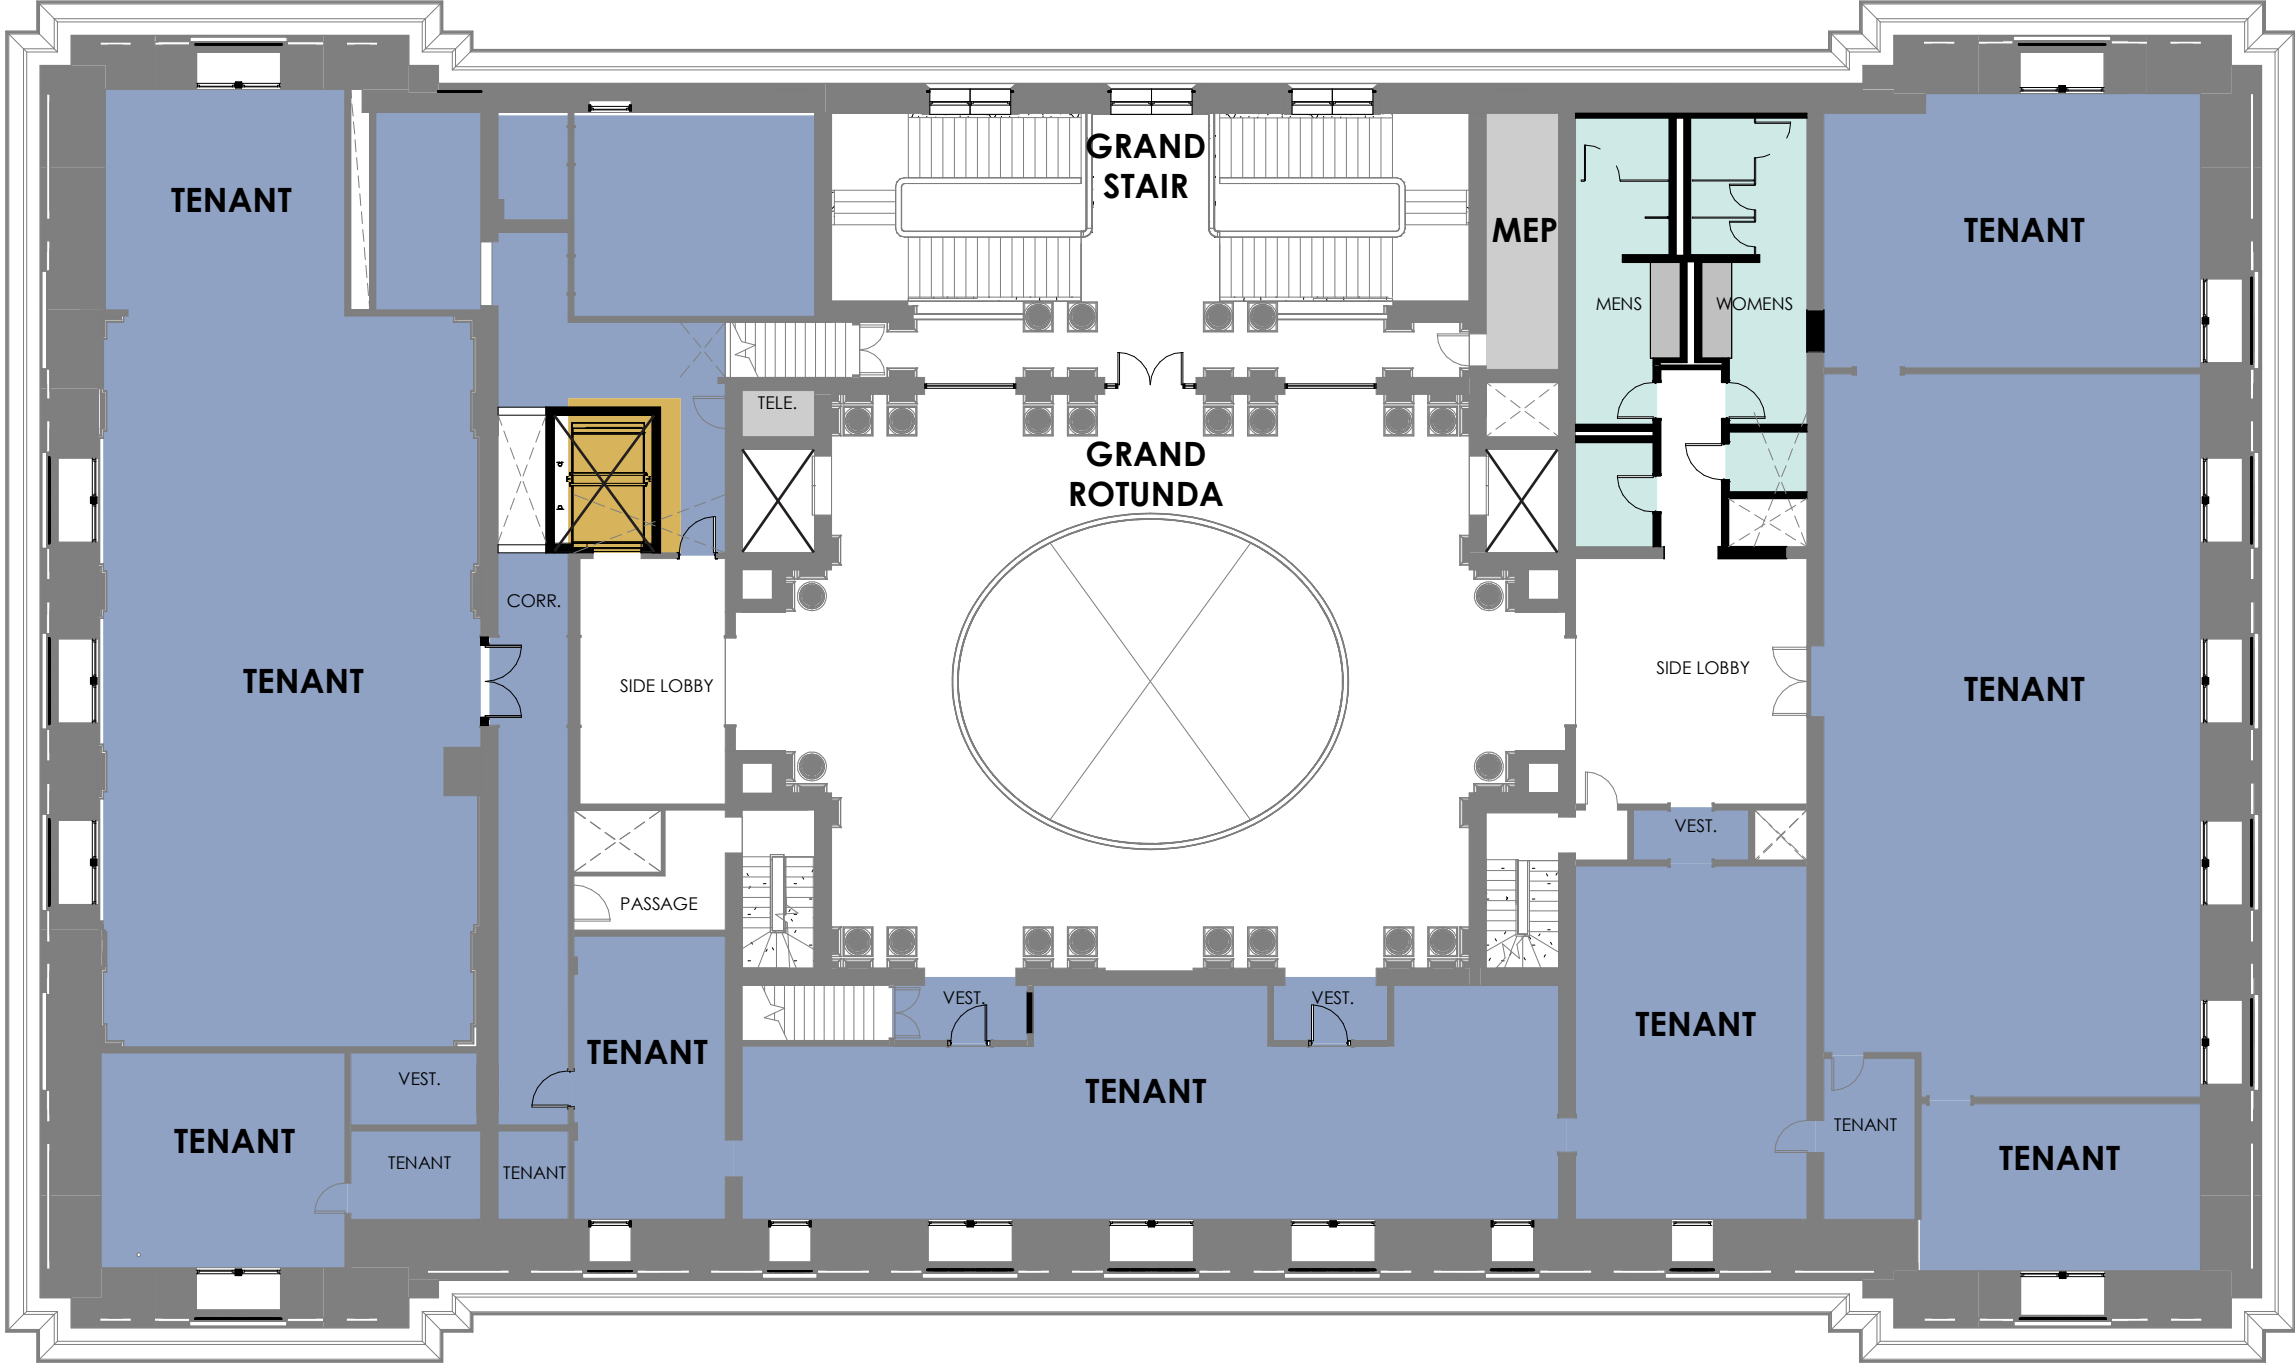 GRAND
STAIR
TENANT
MEP
TENANT
MENS
WOMENS
TELE.
GRAND
ROTUNDA
CORR.
SIDE LOBBY
SIDE LOBBY
TENANT
TENANT
VEST.
PASSAGE
VEST.
VEST.
TENANT
TENANT
VEST.
TENANT
TENANT
TENANT
TENANT
TENANT
TENANT
TENANT